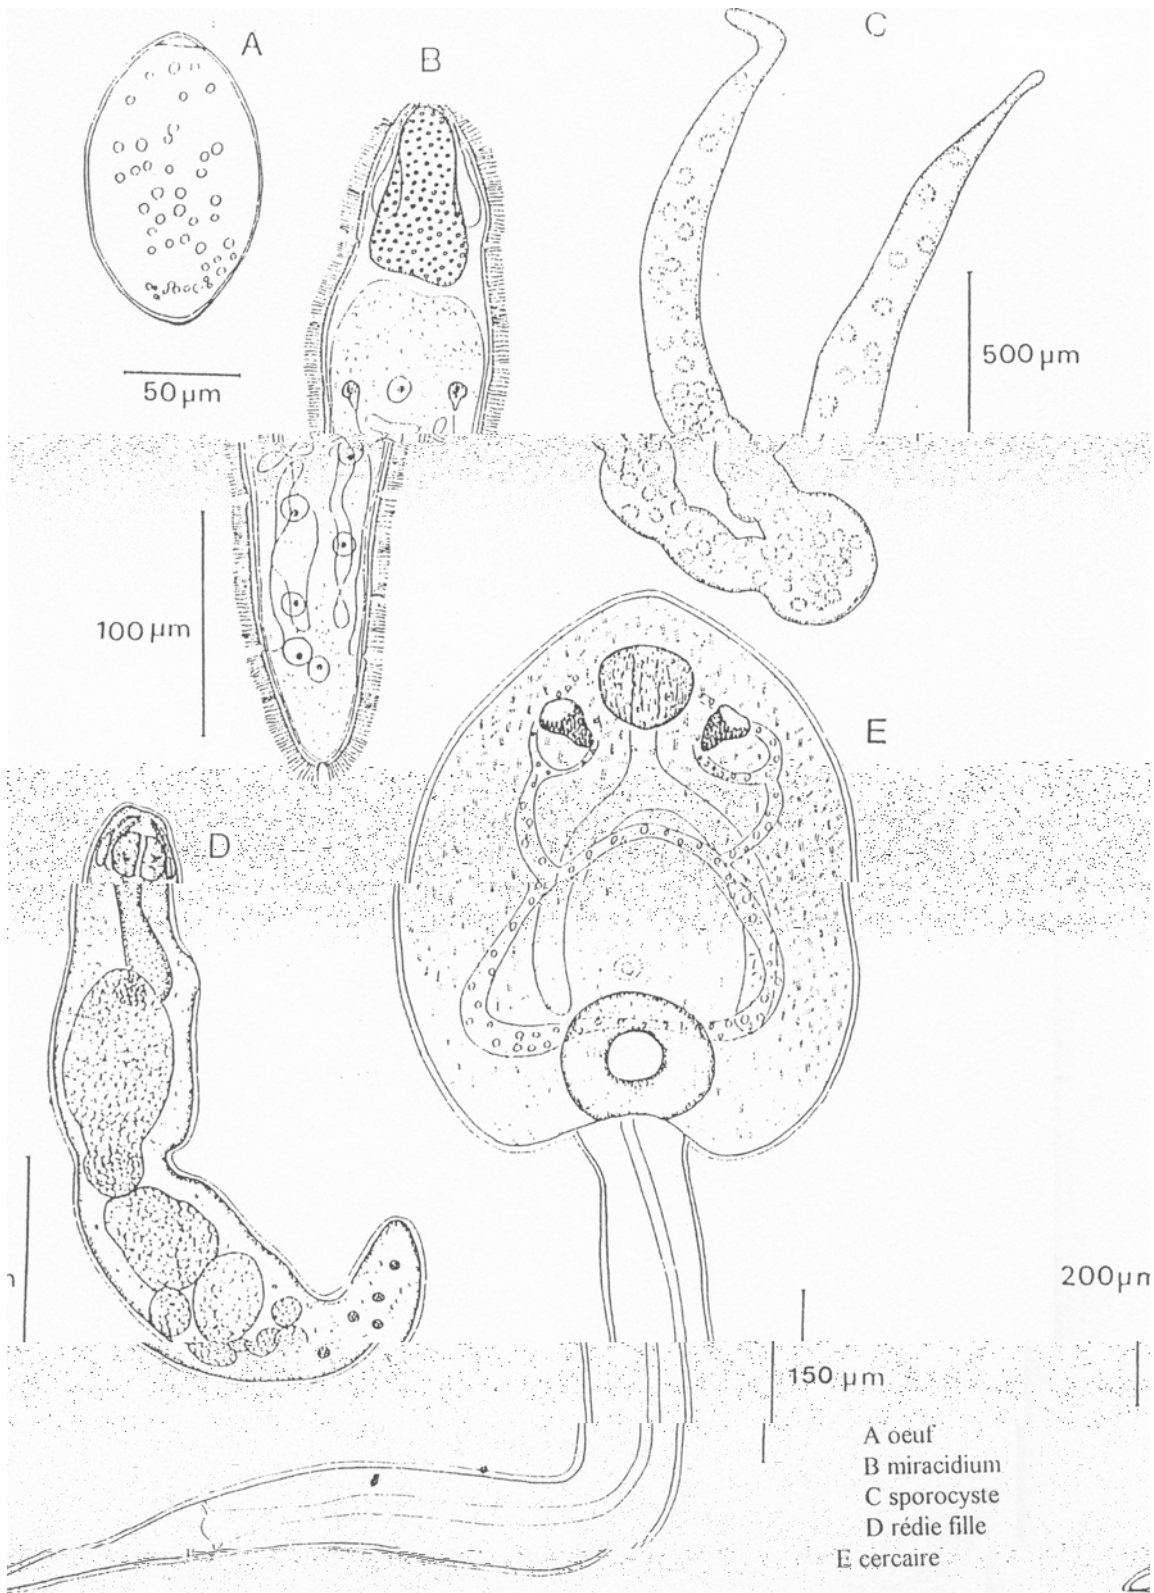 A
B
C
50 µm
500 µm
100 µm
E
D
200µm
150 µm
A oeuf
B miracidium
C sporocyste
D rédie fille
E cercaire